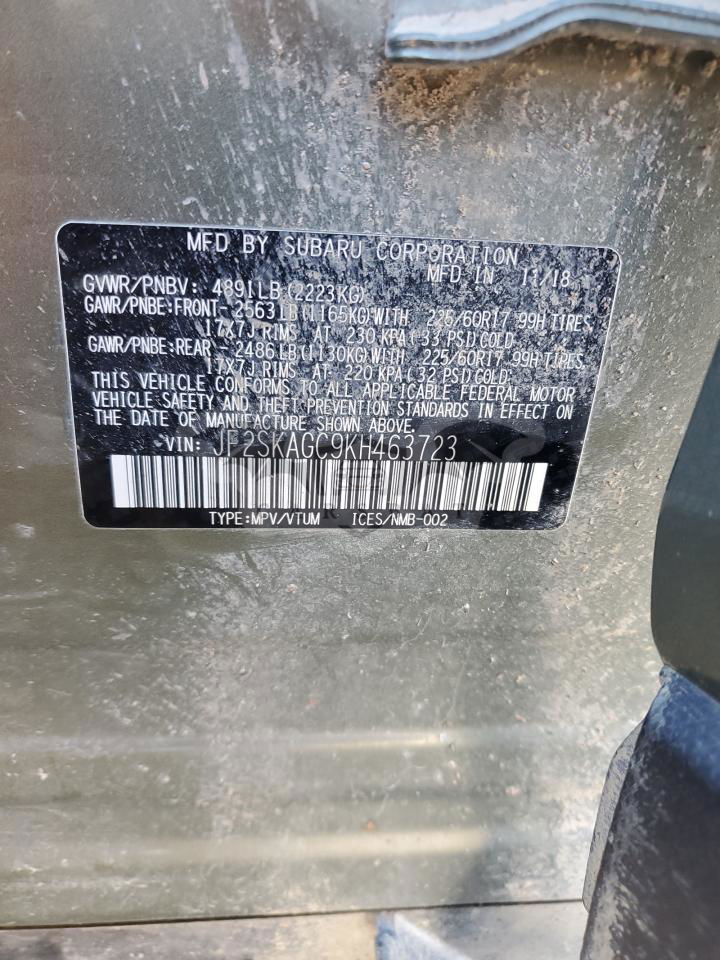 MFD BY SUBARU CORPORATION
MFD IN 11/18
GVWR/PNBV: 4891LB (2223KG)
GAWR/PNBE:FRONT- 2563LB(1165KG)WITH 225/60R17 99H TIRES
17X7J RIMS AT 230 KPA(33 PSI)COLD
GAWR/PNBE:REAR -2486LB(1130KG)WITH 225/60R17 99H TIRES
17X7J RIMS AT 220 KPA(32 PSI)COLD
THIS VEHICLE CONFORMS TO ALL APPLICABLE FEDERAL MOTOR
VEHICLE SAFETY AND THEFT PREVENTION STANDARDS IN EFFECT ON
THE DATE OF MANUFACTURE SHOWN ABOVE.
VIN: JF2SKAGC9KH463723
TYPE:MPV/VTUM ICES/NMB-002